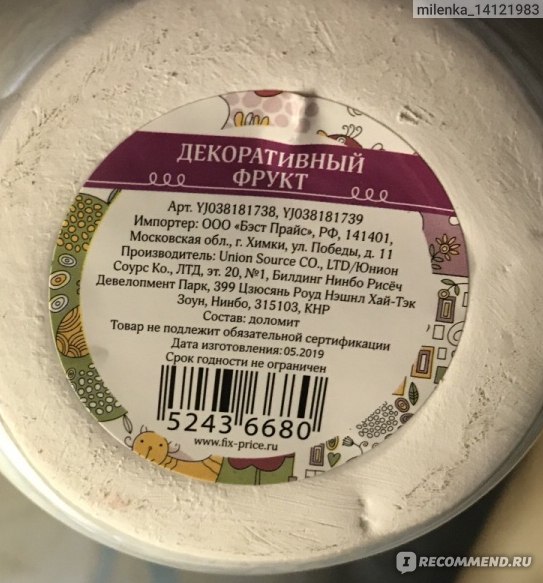 milenka_14121983
ДЕКОРАТИВНЫЙ
ФРУКТ
Арт. YJ038181738, YJ038181739
Импортер: ООО «Бэст Прайс», РФ, 141401,
Московская обл., г. Химки, ул. Победы, д. 11
Производитель: Union Source CO., LTD/Юнион
Соурс Ко., ЛТД, эт. 20, №1, Билдинг Нинбо Рисёч
Девелопмент Парк, 399 Цзюсянь Роуд Нэшнл Хай-Тэк
Зоун, Нинбо, 315103, КНР
Состав: доломит
Товар не подлежит обязательной сертификации
Дата изготовления: 05.2019
Срок годности не ограничен
5243 6680
www.fix-price.ru
IRECOMMEND.RU